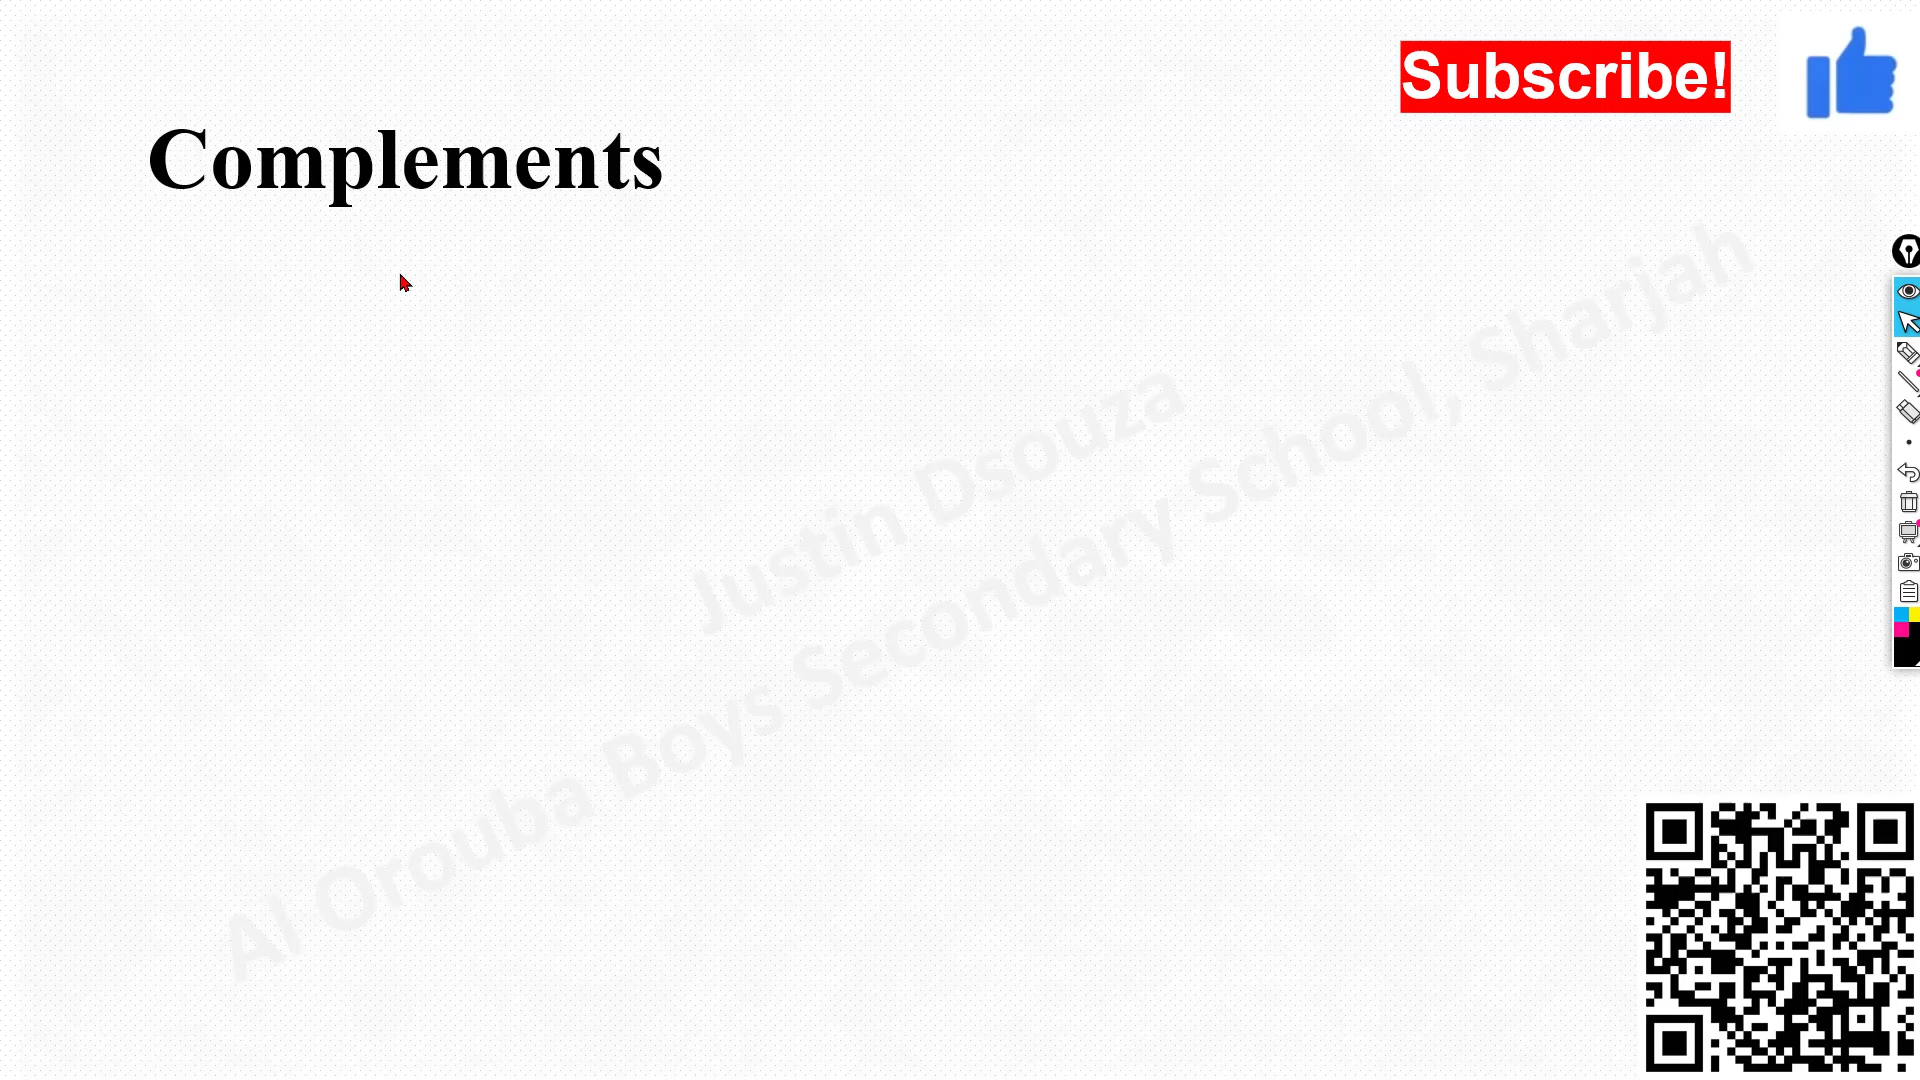 Subscribe!
Complements
Justin Dsouza
Al Orouba Boys Secondary School, Sharjah